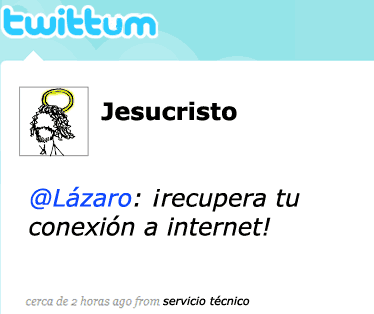 twittum
Jesucristo
@Lázaro: ¡recupera tu
conexión a internet!
cerca de 2 horas ago from servicio técnico